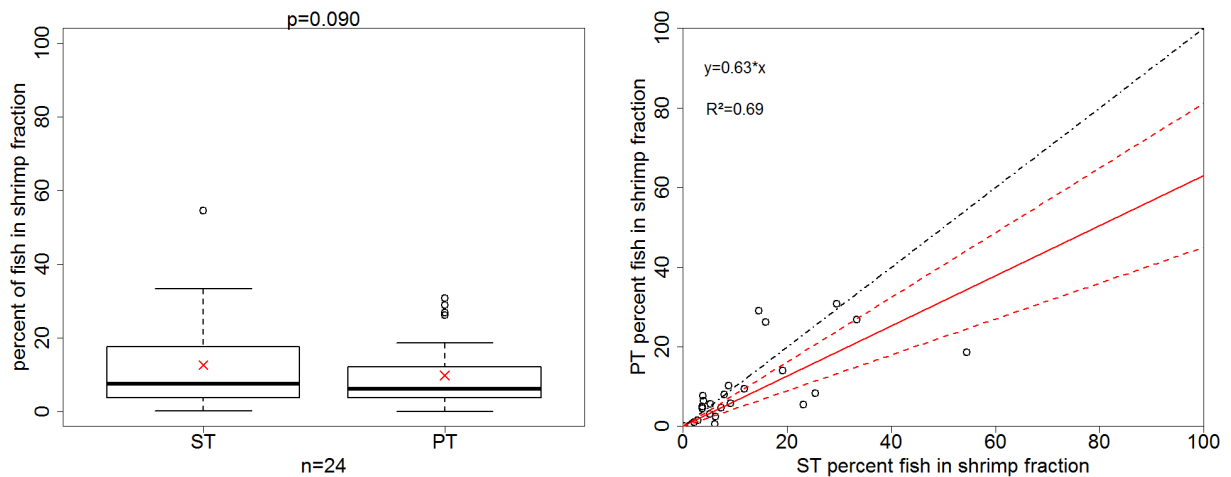 p=0.090
percent of fish in shrimp fraction
100
80
60
40
20
0
ST
PT
n=24
PT percent fish in shrimp fraction
100
80
60
40
20
0
y=0.63*x
R²=0.69
0
20
40
60
80
100
ST percent fish in shrimp fraction